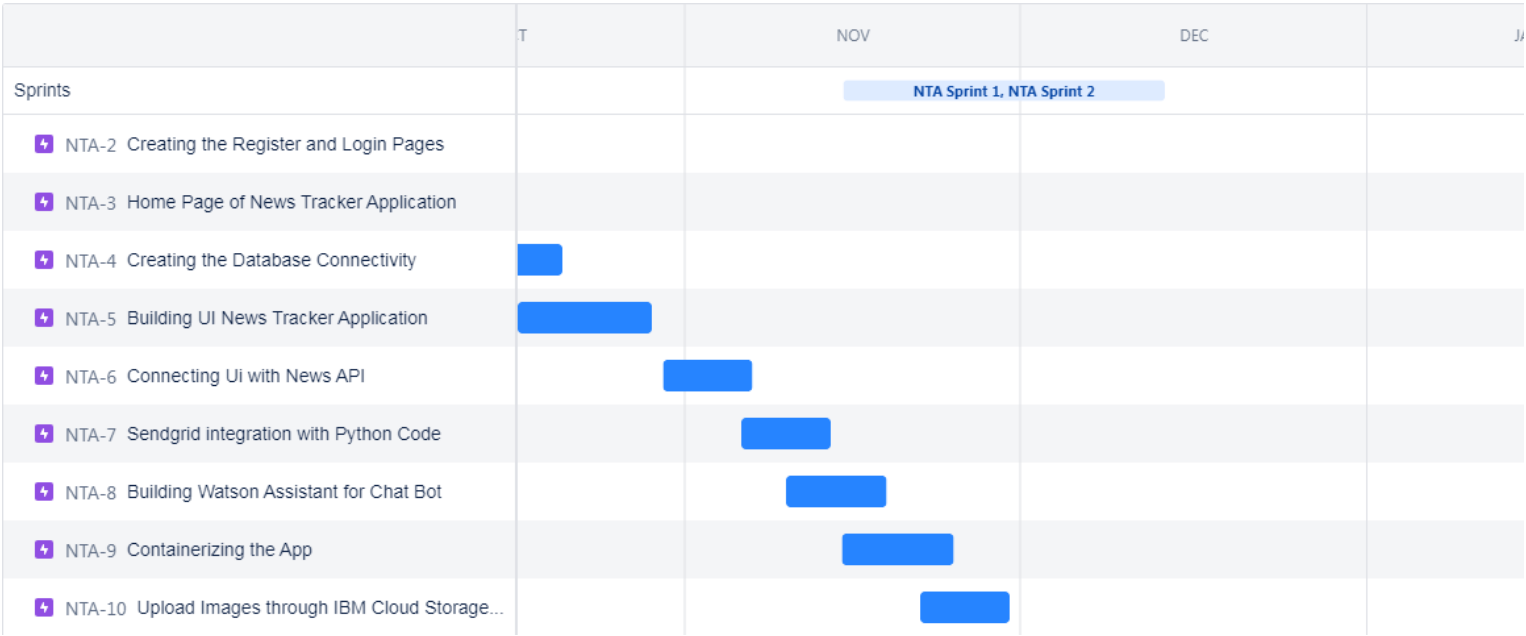 T NOV DEC JA
Sprints NTA Sprint 1, NTA Sprint 2
NTA-2 Creating the Register and Login Pages
NTA-3 Home Page of News Tracker Application
NTA-4 Creating the Database Connectivity
NTA-5 Building UI News Tracker Application
NTA-6 Connecting Ui with News API
NTA-7 Sendgrid integration with Python Code
NTA-8 Building Watson Assistant for Chat Bot
NTA-9 Containerizing the App
NTA-10 Upload Images through IBM Cloud Storage...